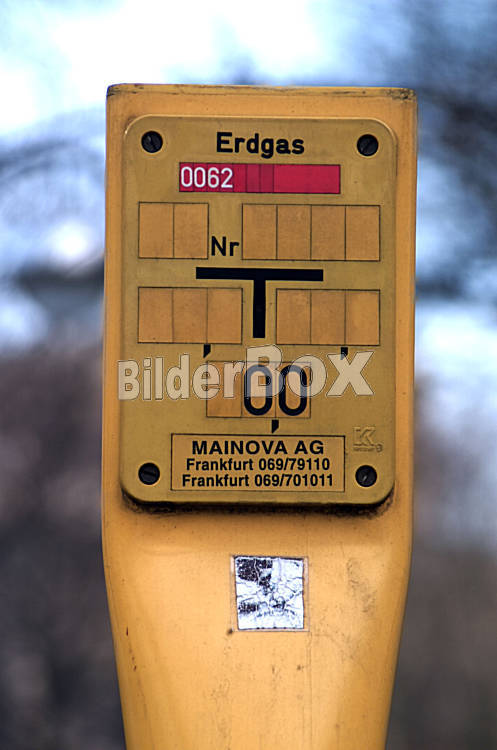 Erdgas
0062
Nr
,
,
BilderBOX
00
,
MAINOVA AG
Frankfurt 069/79110
Frankfurt 069/701011
K